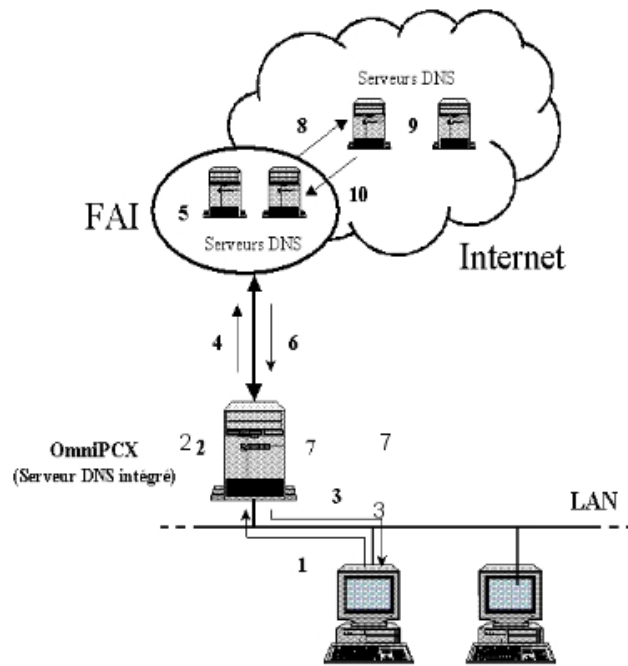 Serveurs DNS
8
9
10
5
FAI
Serveurs DNS
Internet
4
6
OmniPCX
(Serveur DNS intégré)
2
2
7
7
3
3
LAN
1